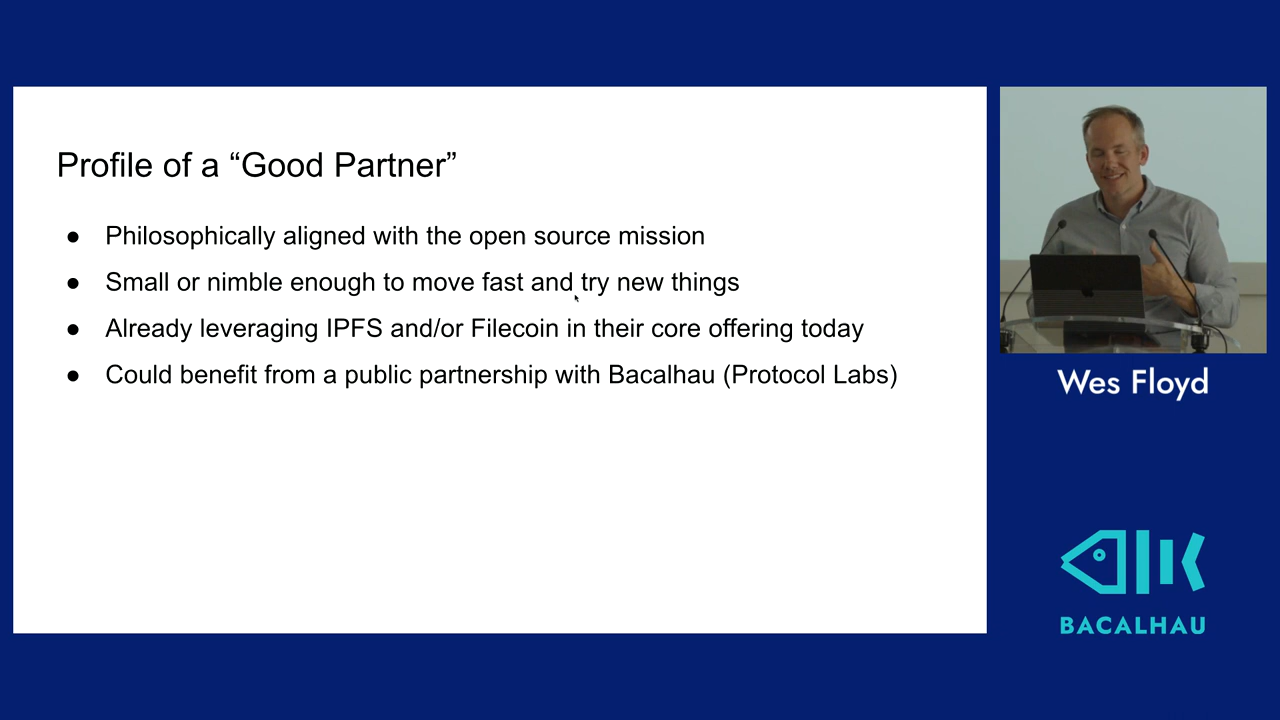 Profile of a “Good Partner”
● Philosophically aligned with the open source mission
● Small or nimble enough to move fast and try new things
● Already leveraging IPFS and/or Filecoin in their core offering today
● Could benefit from a public partnership with Bacalhau (Protocol Labs)
Wes Floyd
BACALHAU